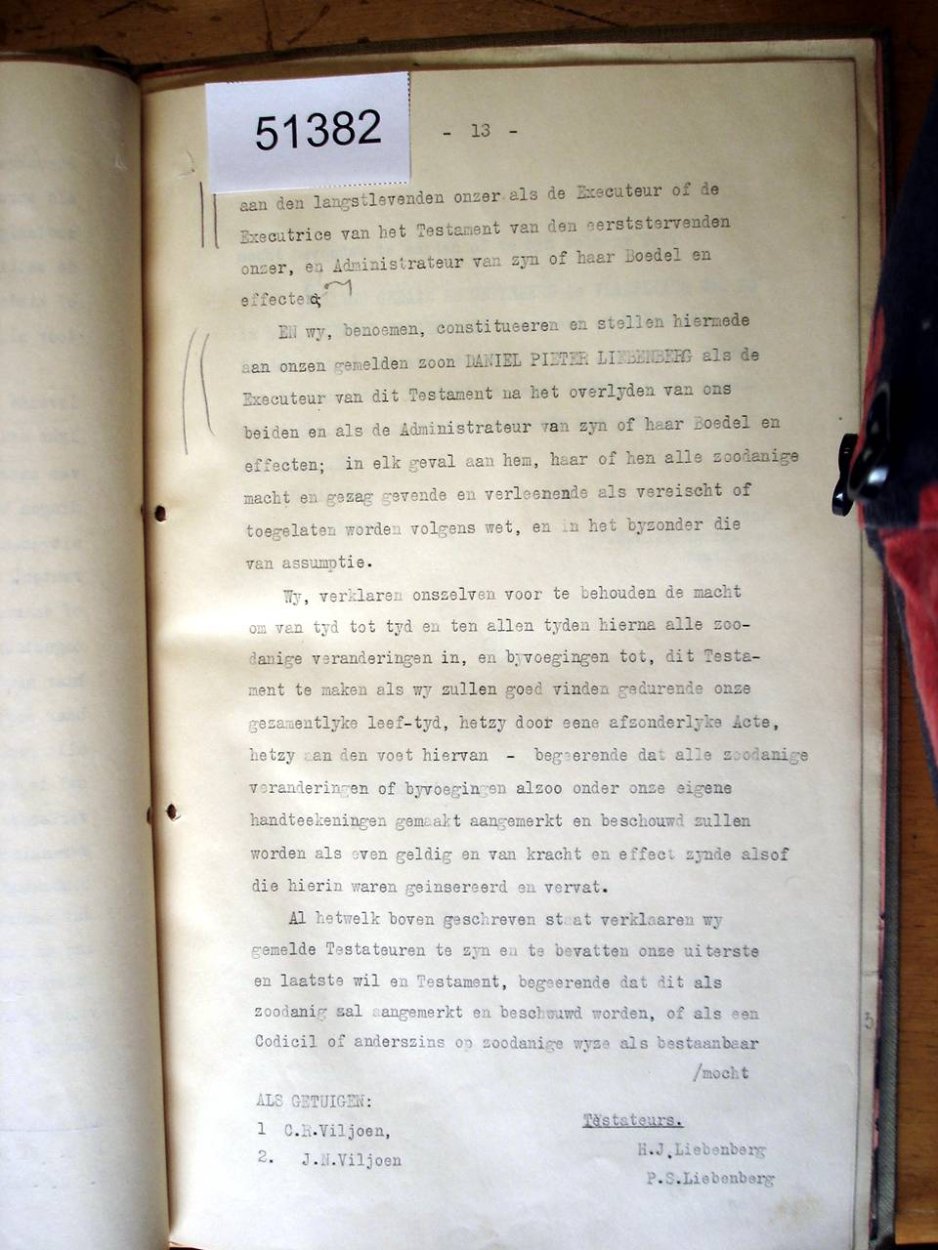 51382
- 13 -
aan den langstlevenden onzer als de Executeur of de
Executrice van het Testament van den eerststervenden
onzer, en Administrateur van zyn of haar Boedel en
effecten
EN wy, benoemen, constitueeren en stellen hiermede
aan onzen gemelden zoon DANIEL PIETER LIEBENBERG als de
Executeur van dit Testament na het overlyden van ons
beiden en als de Administrateur van zyn of haar Boedel en
effecten; in elk geval aan hem, haar of hen alle zoodanige
macht en gezag gevende en verleenende als vereischt of
toegelaten worden volgens wet, en in het byzonder die
van assumptie.
Wy, verklaren onszelven voor te behouden de macht
om van tyd tot tyd en ten allen tyden hierna alle zoo-
danige veranderingen in, en byvoegingen tot, dit Testa-
ment te maken als wy zullen goed vinden gedurende onze
gezamentlyke leef-tyd, hetzy door eene afzonderlyke Acte,
hetzy aan den voet hiervan - begeerende dat alle zoodanige
veranderingen of byvoegingen alzoo onder onze eigene
handteekeningen gemaakt aangemerkt en beschouwd zullen
worden als even geldig en van kracht en effect zynde alsof
die hierin waren geinsereerd en vervat.
Al hetwelk boven geschreven staat verklaaren wy
gemelde Testateuren te zyn en te bevatten onze uiterste
en laatste wil en Testament, begeerende dat dit als
zoodanig zal aangemerkt en beschouwd worden, of als een
Codicil of anderszins op zoodanige wyze als bestaanbaar
/mocht
ALS GETUIGEN:
Testateurs.
1 C.R.Viljoen,
H.J.Liebenberg
2. J.N.Viljoen
P.S.Liebenberg